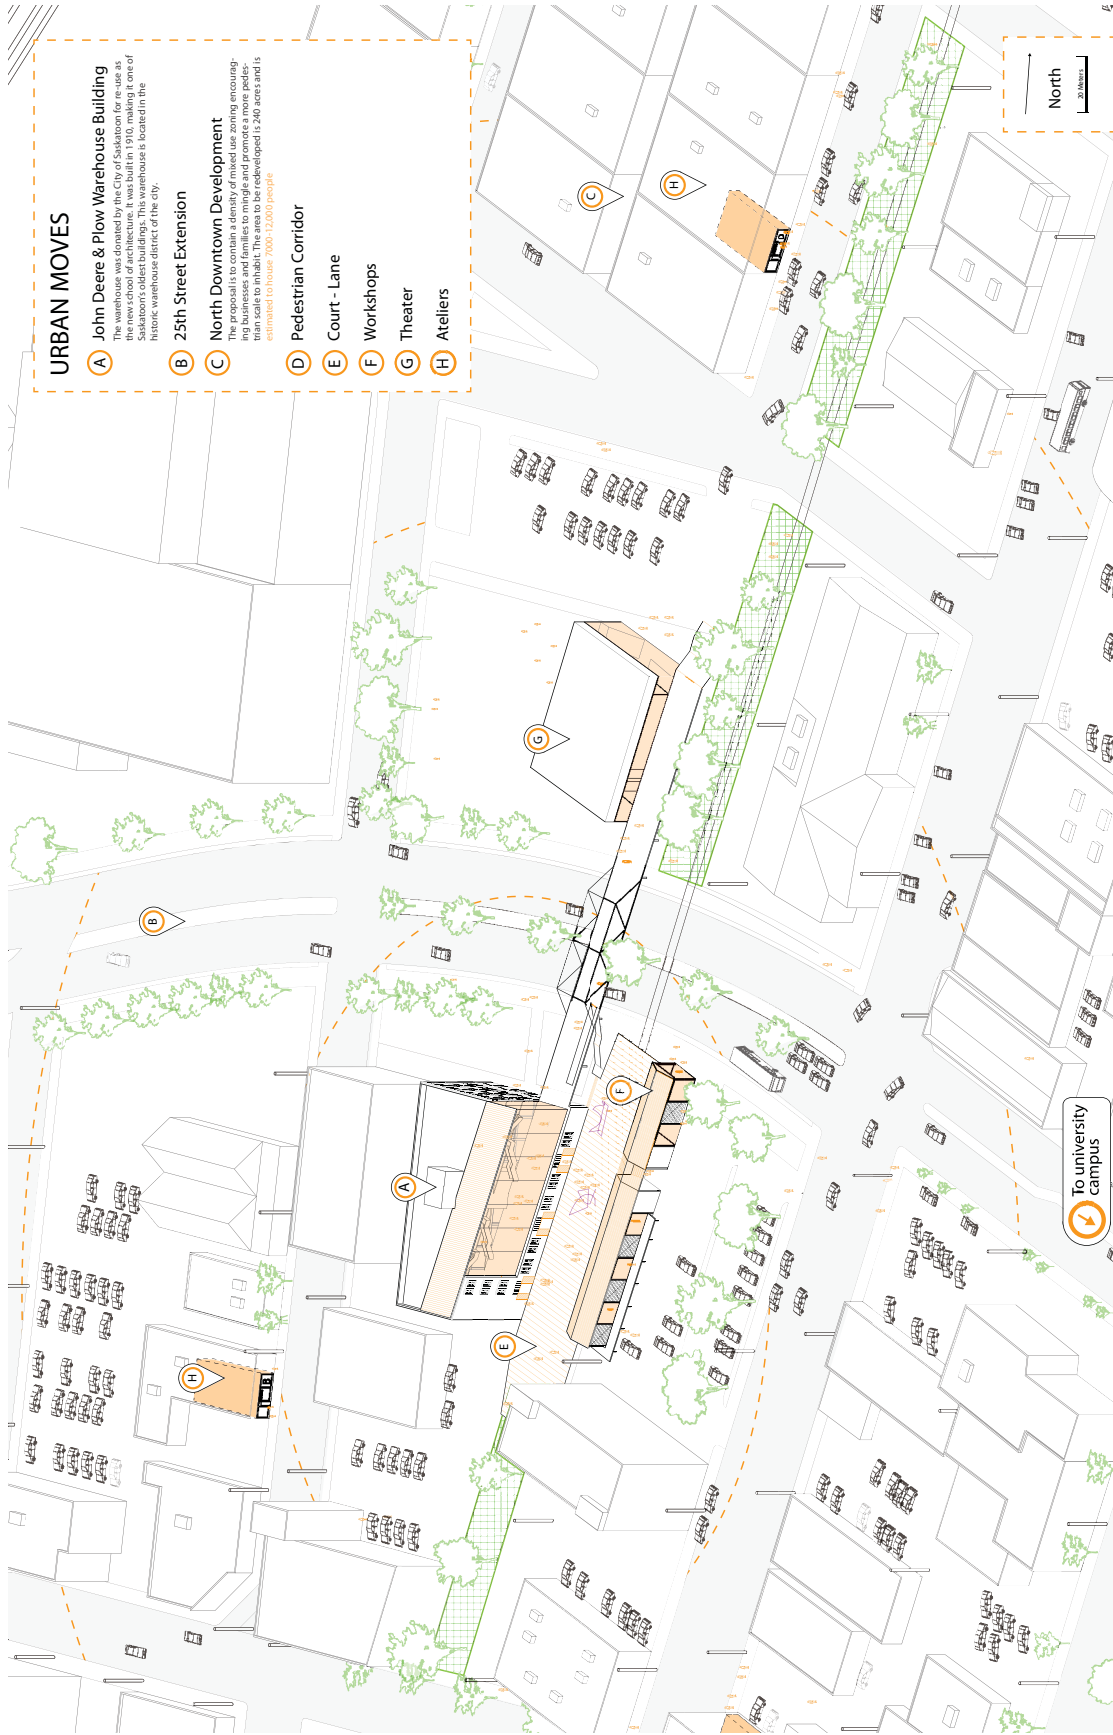 URBAN MOVES
A John Deere & Plow Warehouse Building
The warehouse was donated by the City of Saskatoon for re-use as
the new school of architecture. It was built in 1910, making it one of
Saskatoon's oldest buildings. This warehouse is located in the
historic warehouse district of the city.
B 25th Street Extension
C North Downtown Development
The proposal is to contain a density of mixed use zoning encourag-
ing businesses and families to mingle and promote a more pedes-
trian scale to inhabit. The area to be redeveloped is 240 acres and is
estimated to house 7000-12,000 people
D Pedestrian Corridor
E Court - Lane
F Workshops
G Theater
H Ateliers
North
20 Meters
C
H
D
G
B
A
F
E
H
B
To university
campus